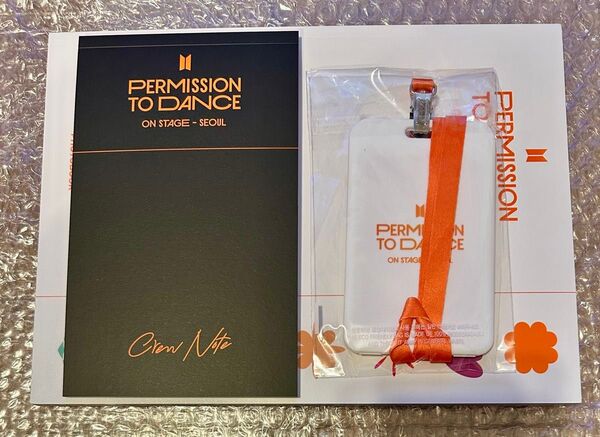 PERMISSION
TO DANCE
ON STAGE - SEOUL
Crew Note
PERMISSION
TO DANCE
ON STAGE
PERMISSION
TO